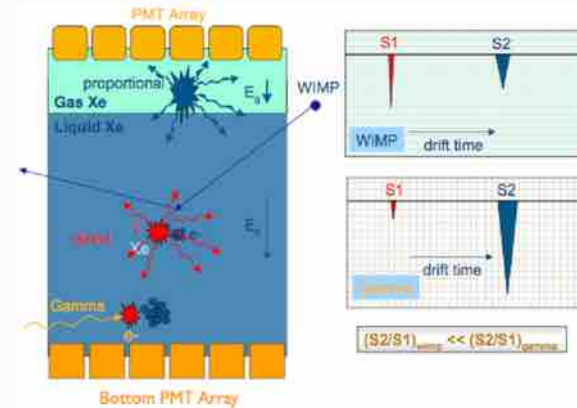 PMT Array
proportional
Gas Xe
E
WIMP
Liquid Xe
Xe
e-
E
Gamma
e-
Bottom PMT Array
S1
S2
WIMP
drift time
S1
S2
drift time
Gamma
(S2/S1)wimp << (S2/S1)gamma